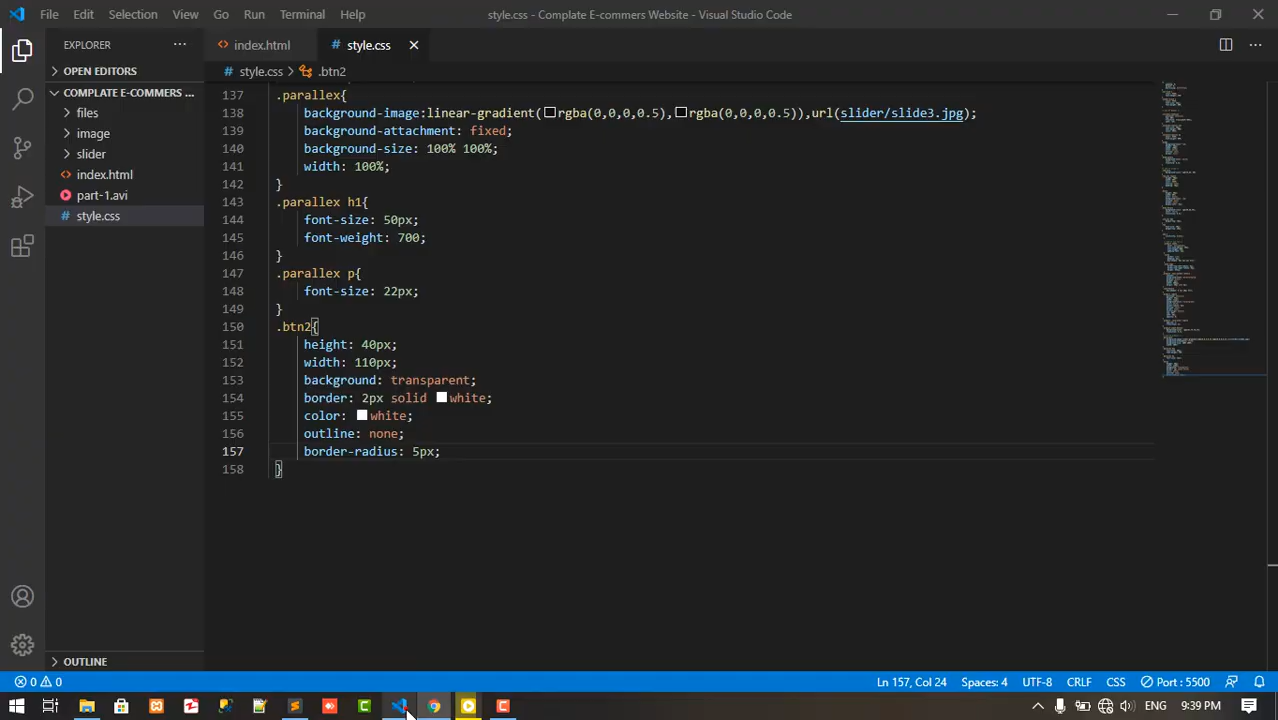 File Edit Selection View Go Run Terminal Help
style.css - Complate E-commers Website - Visual Studio Code
EXPLORER
index.html
style.css
OPEN EDITORS
style.css > .btn2
COMPLATE E-COMMERS ...
files
image
slider
index.html
part-1.avi
style.css
137 .parallex{
138 background-image:linear-gradient(rgba(0,0,0,0.5),rgba(0,0,0,0.5)),url(slider/slide3.jpg);
139 background-attachment: fixed;
140 background-size: 100% 100%;
141 width: 100%;
142 }
143 .parallex h1{
144 font-size: 50px;
145 font-weight: 700;
146 }
147 .parallex p{
148 font-size: 22px;
149 }
150 .btn2{
151 height: 40px;
152 width: 110px;
153 background: transparent;
154 border: 2px solid white;
155 color: white;
156 outline: none;
157 border-radius: 5px;
158 }
OUTLINE
0 0
Ln 157, Col 24 Spaces: 4 UTF-8 CRLF CSS Port : 5500
ENG 9:39 PM